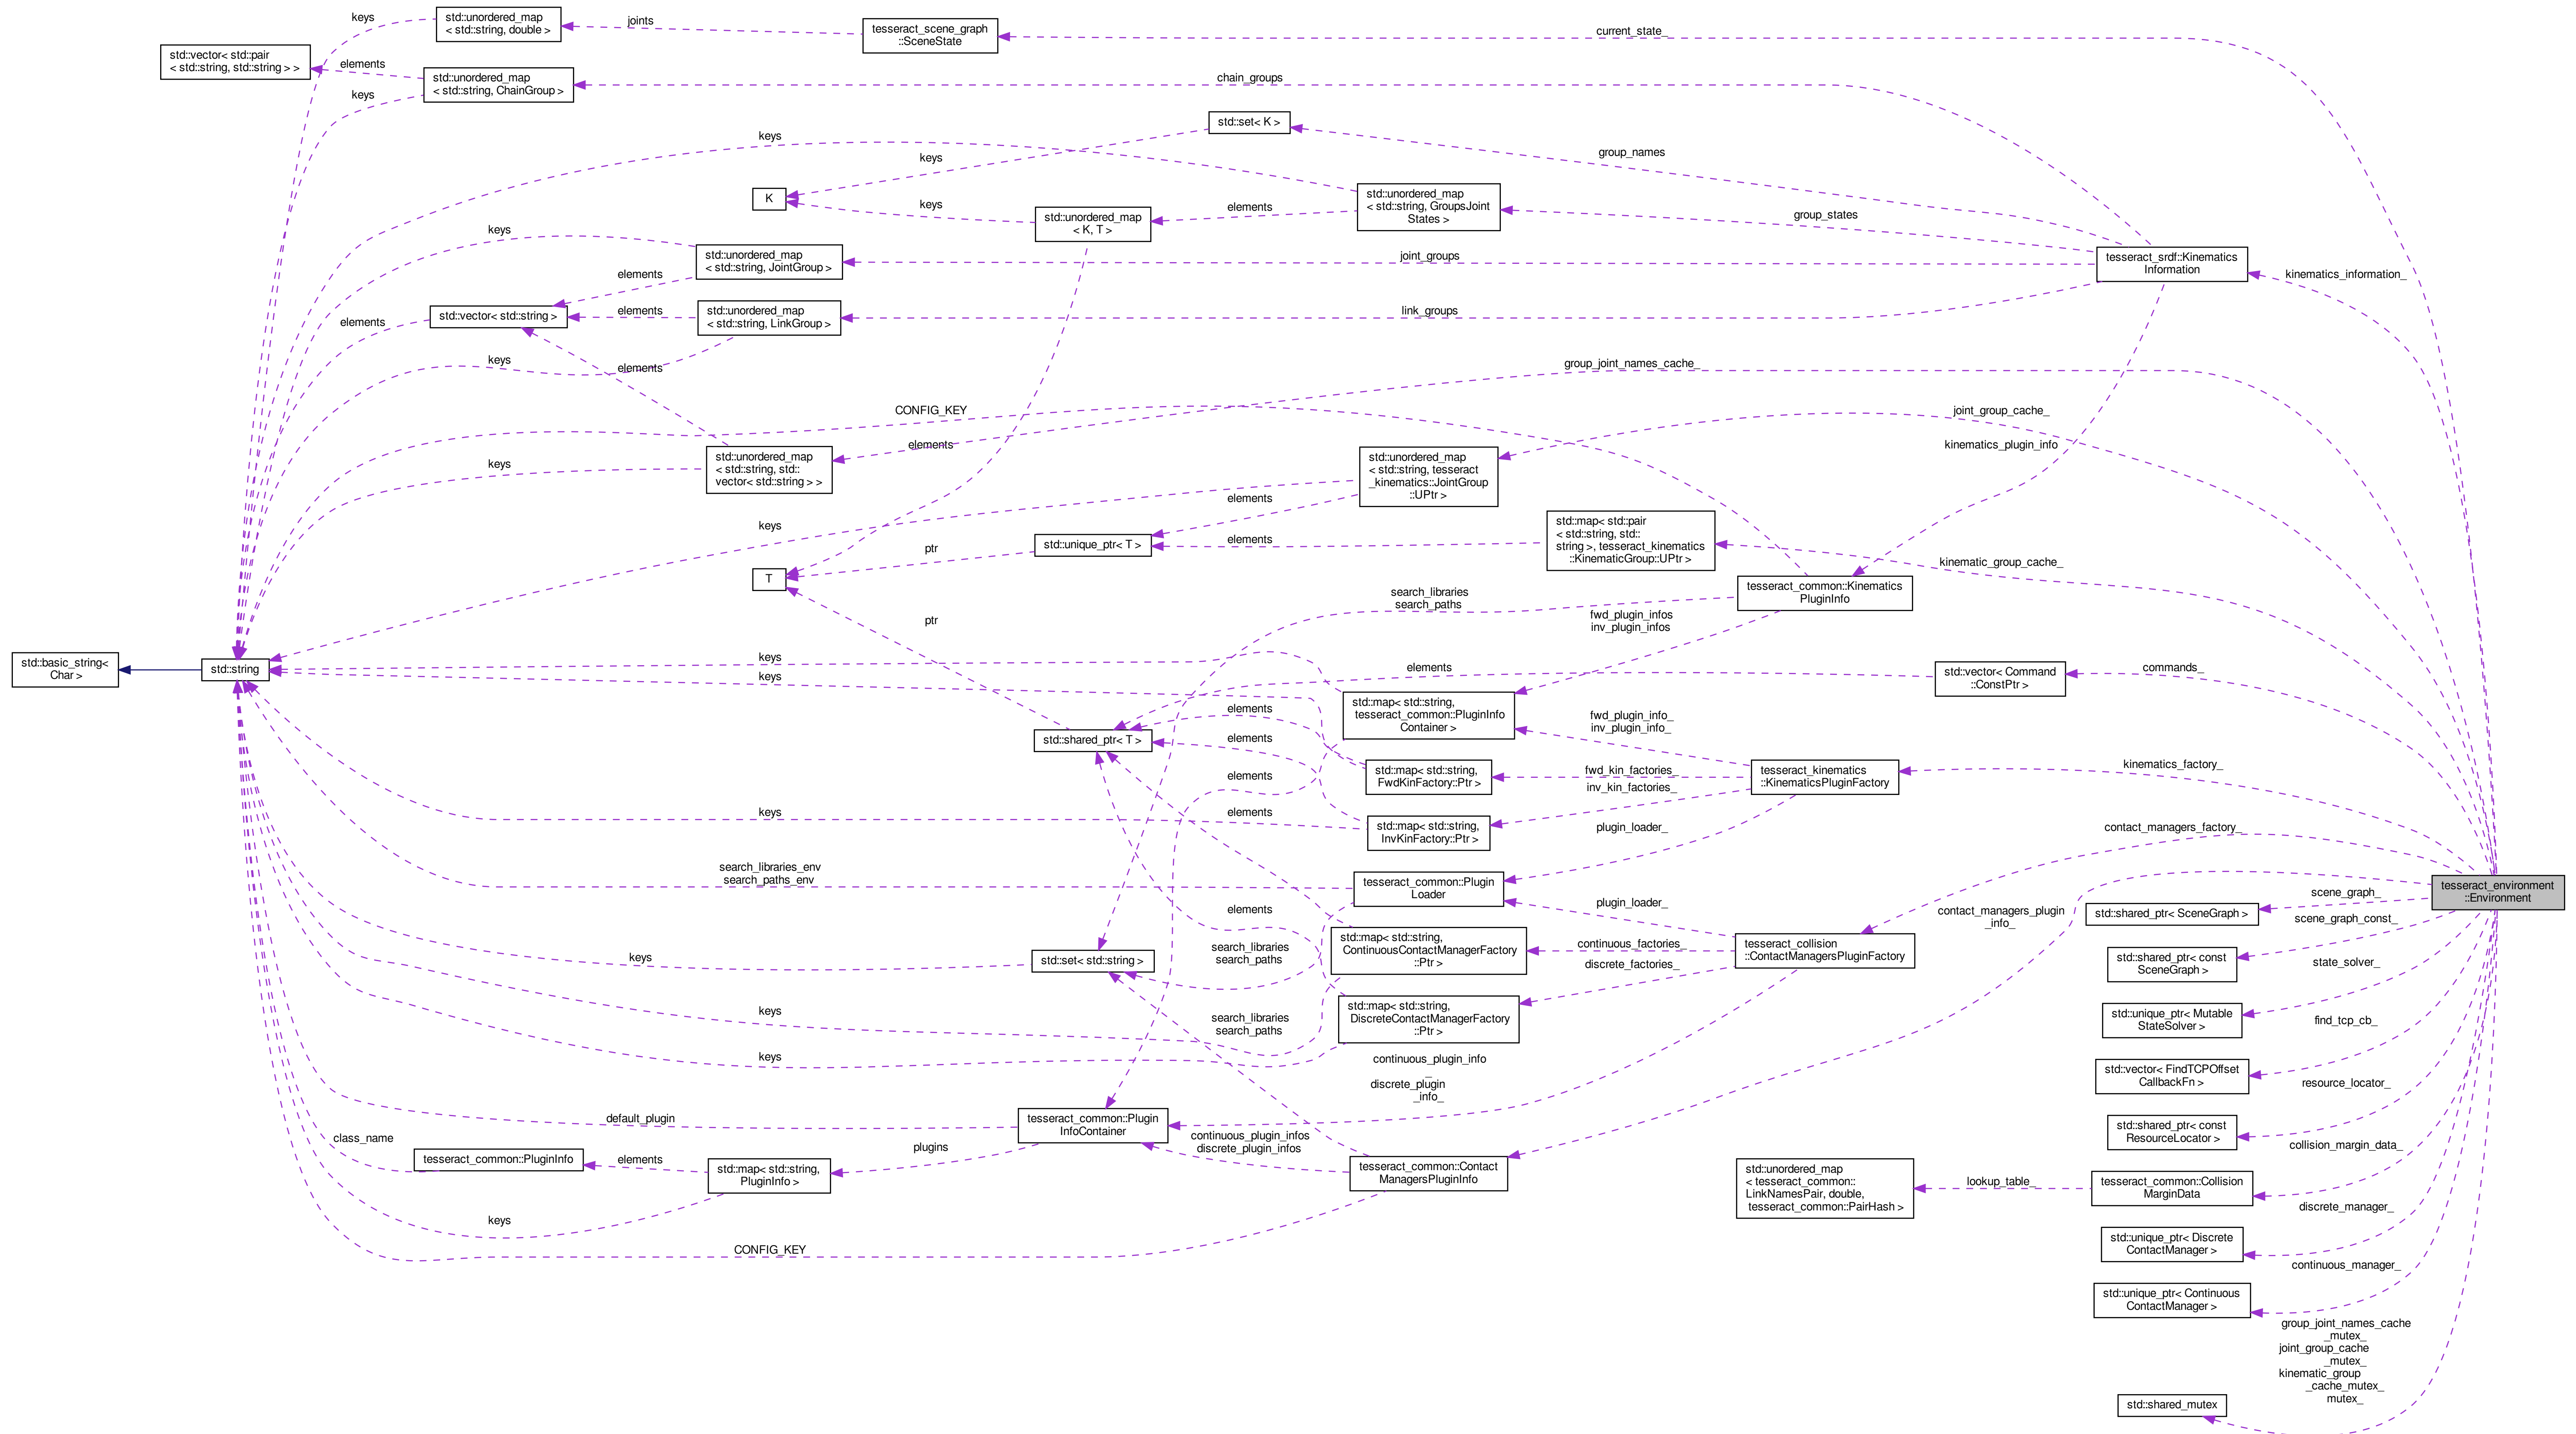 keys
std::unordered_map
< std::string, double >
joints
tesseract_scene_graph
::SceneState
current_state_
std::vector< std::pair
< std::string, std::string > >
elements
std::unordered_map
< std::string, ChainGroup >
chain_groups
keys
std::set< K >
keys
keys
group_names
K
keys
std::unordered_map
< K, T >
elements
std::unordered_map
< std::string, GroupsJoint
States >
group_states
keys
std::unordered_map
< std::string, JointGroup >
joint_groups
tesseract_srdf::Kinematics
Information
kinematics_information_
elements
std::vector< std::string >
elements
elements
std::unordered_map
< std::string, LinkGroup >
link_groups
keys
elements
group_joint_names_cache_
CONFIG_KEY
joint_group_cache_
elements
kinematics_plugin_info
std::unordered_map
< std::string, std::
vector< std::string > >
keys
std::unordered_map
< std::string, tesseract
_kinematics::JointGroup
::UPtr >
elements
keys
std::unique_ptr< T >
ptr
elements
std::map< std::pair
< std::string, std::
string >, tesseract_kinematics
::KinematicGroup::UPtr >
kinematic_group_cache_
T
search_libraries
search_paths
tesseract_common::Kinematics
PluginInfo
ptr
fwd_plugin_infos
inv_plugin_infos
std::basic_string<
Char >
std::string
keys
keys
elements
std::vector< Command
::ConstPtr >
commands_
std::map< std::string,
tesseract_common::PluginInfo
Container >
elements
fwd_plugin_info_
inv_plugin_info_
std::shared_ptr< T >
elements
elements
std::map< std::string,
FwdKinFactory::Ptr >
fwd_kin_factories_
inv_kin_factories_
tesseract_kinematics
::KinematicsPluginFactory
kinematics_factory_
keys
elements
std::map< std::string,
InvKinFactory::Ptr >
plugin_loader_
contact_managers_factory_
search_libraries_env
search_paths_env
tesseract_common::Plugin
Loader
plugin_loader_
tesseract_environment
::Environment
scene_graph_
std::shared_ptr< SceneGraph >
scene_graph_const_
contact_managers_plugin
_info_
elements
std::map< std::string,
ContinuousContactManagerFactory
::Ptr >
continuous_factories_
tesseract_collision
::ContactManagersPluginFactory
discrete_factories_
search_libraries
search_paths
keys
std::set< std::string >
std::shared_ptr< const
SceneGraph >
state_solver_
std::map< std::string,
DiscreteContactManagerFactory
::Ptr >
keys
search_libraries
search_paths
std::unique_ptr< Mutable
StateSolver >
find_tcp_cb_
keys
continuous_plugin_info
_
discrete_plugin
_info_
std::vector< FindTCPOffset
CallbackFn >
resource_locator_
default_plugin
tesseract_common::Plugin
InfoContainer
class_name
std::shared_ptr< const
ResourceLocator >
collision_margin_data_
tesseract_common::PluginInfo
elements
std::map< std::string,
PluginInfo >
plugins
continuous_plugin_infos
discrete_plugin_infos
tesseract_common::Contact
ManagersPluginInfo
std::unordered_map
< tesseract_common::
LinkNamesPair, double,
tesseract_common::PairHash >
lookup_table_
tesseract_common::Collision
MarginData
discrete_manager_
keys
CONFIG_KEY
std::unique_ptr< Discrete
ContactManager >
continuous_manager_
std::unique_ptr< Continuous
ContactManager >
group_joint_names_cache
_mutex_
joint_group_cache
_mutex_
kinematic_group
_cache_mutex_
mutex_
std::shared_mutex